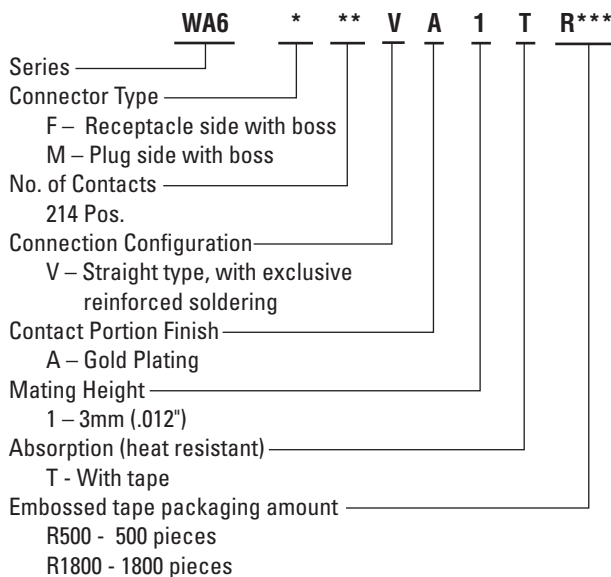 WA6 * ** V A 1 T R***
Series
Connector Type
F – Receptacle side with boss
M – Plug side with boss
No. of Contacts
214 Pos.
Connection Configuration
V – Straight type, with exclusive
reinforced soldering
Contact Portion Finish
A – Gold Plating
Mating Height
1 – 3mm (.012")
Absorption (heat resistant)
T - With tape
Embossed tape packaging amount
R500 - 500 pieces
R1800 - 1800 pieces